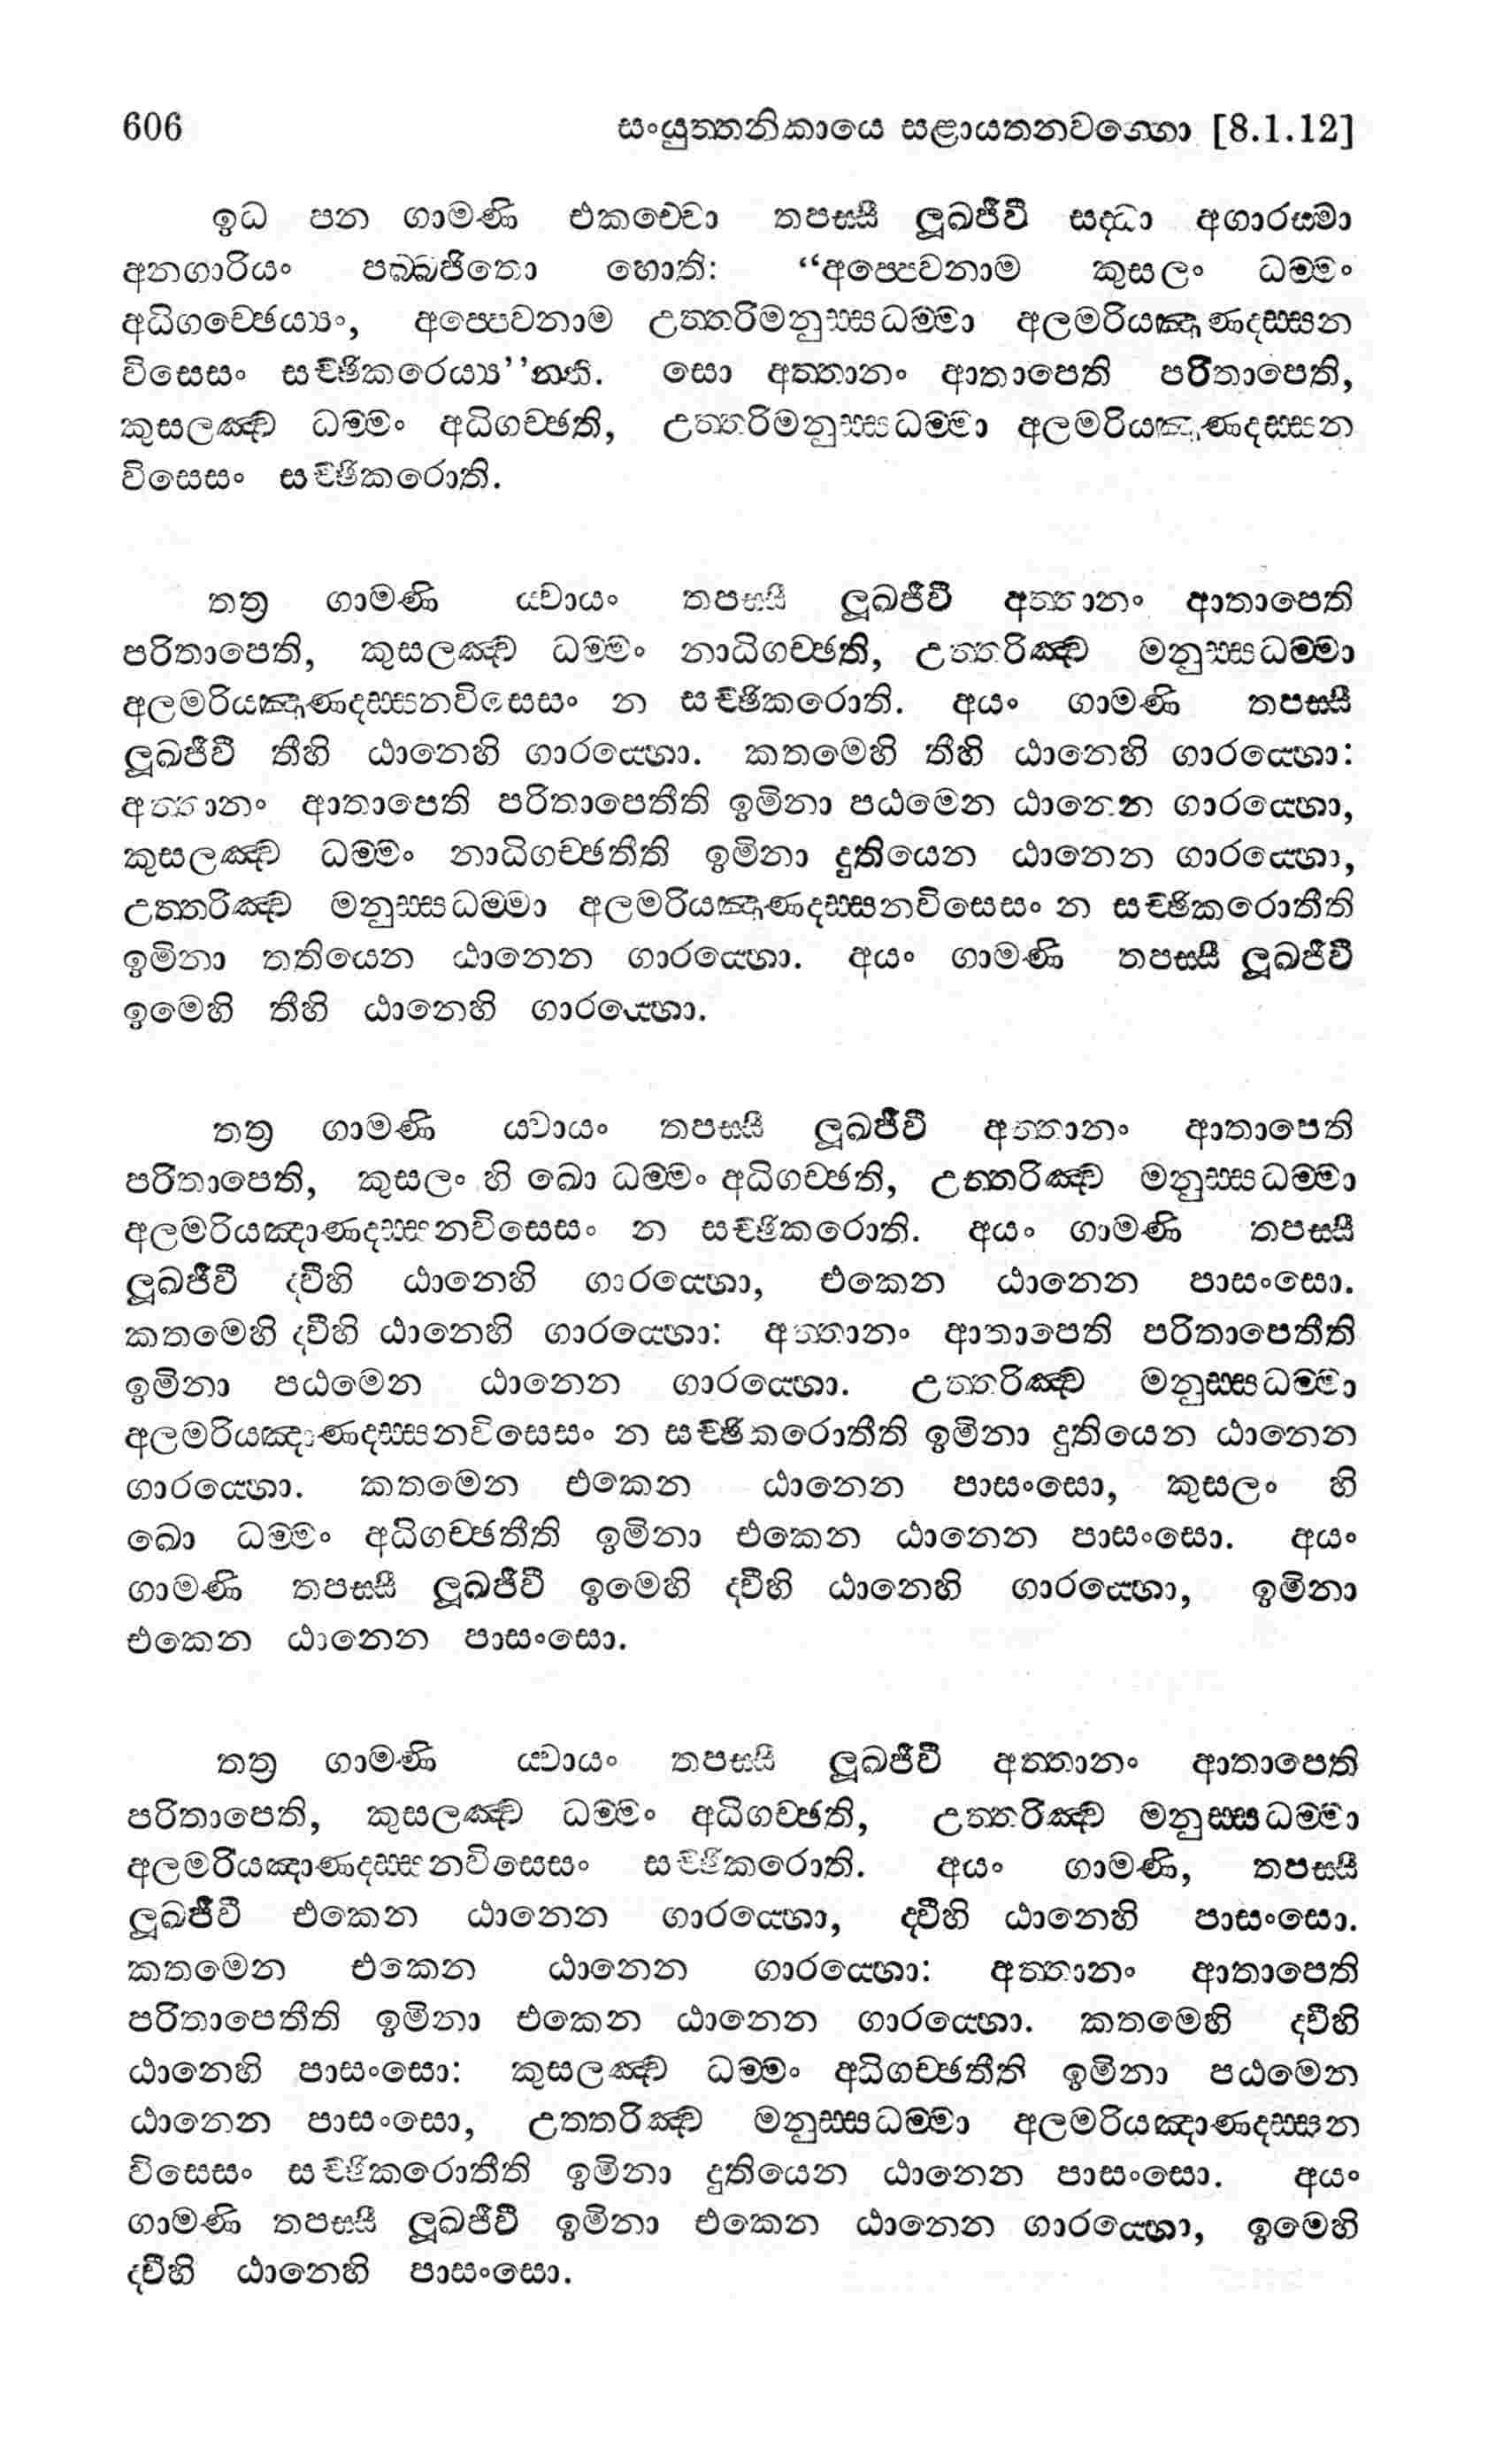 606 සංයුත්තනිකායෙ සළායතනවග්ගො [8.1.12]
ඉධ පන ගාමණි එකච්චො තපස්සී ලූඛජීවී සද්ධා අගාරස්මා
අනගාරියං පබ්බජිතො හොති: “අප්පෙවනාම කුසලං ධම්මං
අධිගච්ඡෙය්‍යං, අප්පෙවනාම උත්තරිමනුස්සධම්මා අලමරියඤාණදස්සන
විසෙසං සච්ඡිකරෙය්‍ය’’න්ති. සො අත්තානං ආතාපෙති පරිතාපෙති,
කුසලඤ්ච ධම්මං අධිගච්ඡති, උත්තරිමනුස්සධම්මා අලමරියඤාණදස්සන
විසෙසං සච්ඡිකරොති.
තත්‍ර ගාමණි ය්වායං තපස්සී ලූඛජීවී අත්තානං ආතාපෙති
පරිතාපෙති, කුසලඤ්ච ධම්මං නාධිගච්ඡති, උත්තරිඤ්ච මනුස්සධම්මා
අලමරියඤාණදස්සනවිසෙසං න සච්ඡිකරොති. අයං ගාමණි තපස්සී
ලූඛජීවී තීහි ඨානෙහි ගාරය්හො. කතමෙහි තීහි ඨානෙහි ගාරය්හො:
අත්තානං ආතාපෙති පරිතාපෙතීති ඉමිනා පඨමෙන ඨානෙන ගාරය්හො,
කුසලඤ්ච ධම්මං නාධිගච්ඡතීති ඉමිනා දුතියෙන ඨානෙන ගාරය්හො,
උත්තරිඤ්ච මනුස්සධම්මා අලමරියඤාණදස්සනවිසෙසං න සච්ඡිකරොතීති
ඉමිනා තතියෙන ඨානෙන ගාරය්හො. අයං ගාමණි තපස්සී ලූඛජීවී
ඉමෙහි තීහි ඨානෙහි ගාරය්හො.
තත්‍ර ගාමණි ය්වායං තපස්සී ලූඛජීවී අත්තානං ආතාපෙති
පරිතාපෙති, කුසලං හි ඛො ධම්මං අධිගච්ඡති, උත්තරිඤ්ච මනුස්සධම්මා
අලමරියඤාණදස්සනවිසෙසං න සච්ඡිකරොති. අයං ගාමණි තපස්සී
ලූඛජීවී ද්වීහි ඨානෙහි ගාරය්හො, එකෙන ඨානෙන පාසංසො.
කතමෙහි ද්වීහි ඨානෙහි ගාරය්හො: අත්තානං ආතාපෙති පරිතාපෙතීති
ඉමිනා පඨමෙන ඨානෙන ගාරය්හො. උත්තරිඤ්ච මනුස්සධම්මා
අලමරියඤාණදස්සනවිසෙසං න සච්ඡිකරොතීති ඉමිනා දුතියෙන ඨානෙන
ගාරය්හො. කතමෙන එකෙන ඨානෙන පාසංසො, කුසලං හි
ඛො ධම්මං අධිගච්ඡතීති ඉමිනා එකෙන ඨානෙන පාසංසො. අයං
ගාමණි තපස්සී ලූඛජීවී ඉමෙහි ද්වීහි ඨානෙහි ගාරය්හො, ඉමිනා
එකෙන ඨානෙන පාසංසො.
තත්‍ර ගාමණි ය්වායං තපස්සී ලූඛජීවී අත්තානං ආතාපෙති
පරිතාපෙති, කුසලඤ්ච ධම්මං අධිගච්ඡති, උත්තරිඤ්ච මනුස්සධම්මා
අලමරියඤාණදස්සනවිසෙසං සච්ඡිකරොති. අයං ගාමණි, තපස්සී
ලූඛජීවී එකෙන ඨානෙන ගාරය්හො, ද්වීහි ඨානෙහි පාසංසො.
කතමෙන එකෙන ඨානෙන ගාරය්හො: අත්තානං ආතාපෙති
පරිතාපෙතීති ඉමිනා එකෙන ඨානෙන ගාරය්හො. කතමෙහි ද්වීහි
ඨානෙහි පාසංසො: කුසලඤ්ච ධම්මං අධිගච්ඡතීති ඉමිනා පඨමෙන
ඨානෙන පාසංසො, උත්තරිඤ්ච මනුස්සධම්මා අලමරියඤාණදස්සන
විසෙසං සච්ඡිකරොතීති ඉමිනා දුතියෙන ඨානෙන පාසංසො. අයං
ගාමණි තපස්සී ලූඛජීවී ඉමිනා එකෙන ඨානෙන ගාරය්හො, ඉමෙහි
ද්වීහි ඨානෙහි පාසංසො.